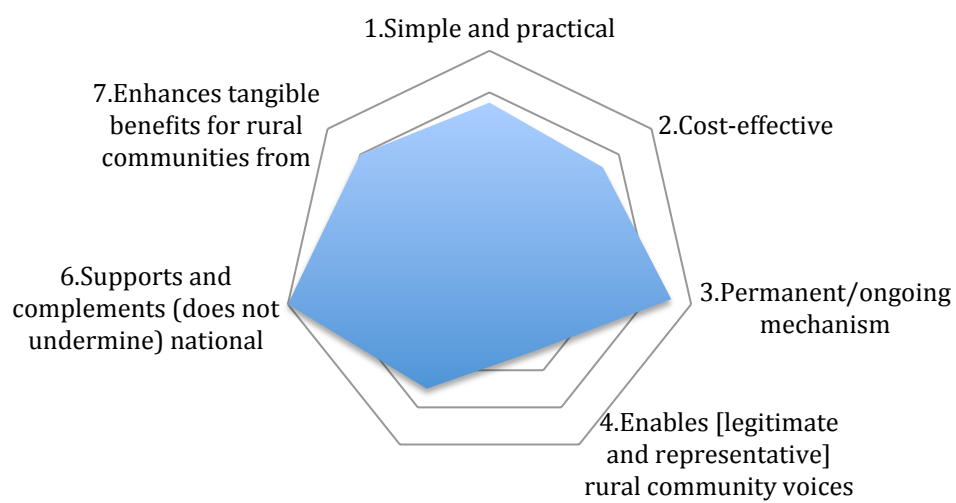 1.Simple and practical
2.Cost-effective
3.Permanent/ongoing
mechanism
4.Enables [legitimate
and representative]
rural community voices
6.Supports and
complements (does not
undermine) national
7.Enhances tangible
benefits for rural
communities from